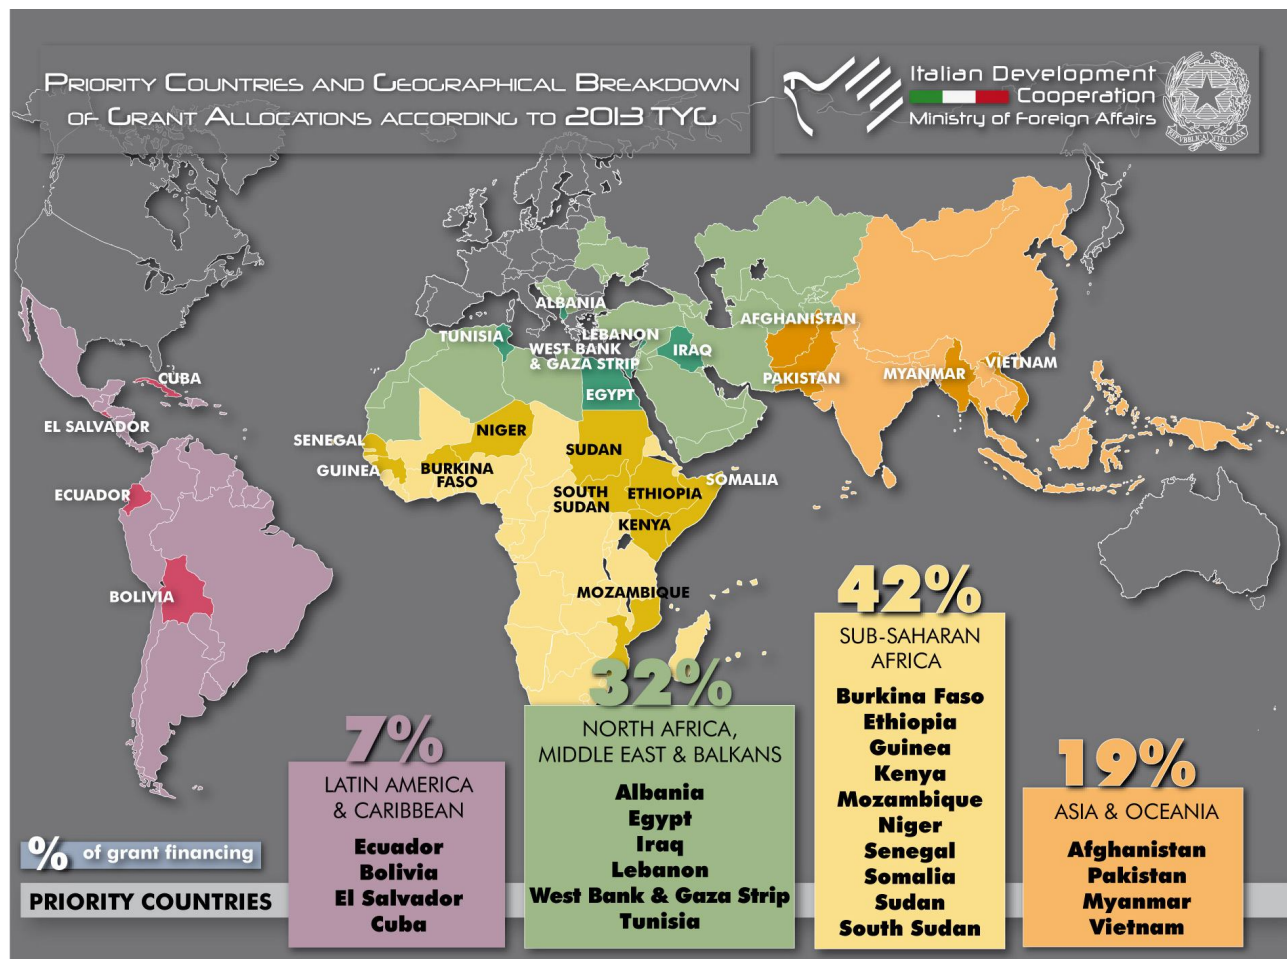 PRIORITY COUNTRIES AND GEOGRAPHICAL BREAKDOWN
OF GRANT ALLOCATIONS ACCORDING TO 2013 TYG
Italian Development
Cooperation
Ministry of Foreign Affairs
REPVBBLICA ITALIANA
ALBANIA
TUNISIA
LEBANON
WEST BANK
& GAZA STRIP
IRAQ
EGYPT
AFGHANISTAN
PAKISTAN
MYANMAR
VIETNAM
CUBA
EL SALVADOR
ECUADOR
BOLIVIA
SENEGAL
GUINEA
NIGER
BURKINA
FASO
SUDAN
SOUTH
SUDAN
ETHIOPIA
SOMALIA
KENYA
MOZAMBIQUE
7%
LATIN AMERICA
& CARIBBEAN
Ecuador
Bolivia
El Salvador
Cuba
32%
NORTH AFRICA,
MIDDLE EAST & BALKANS
Albania
Egypt
Iraq
Lebanon
West Bank & Gaza Strip
Tunisia
42%
SUB-SAHARAN
AFRICA
Burkina Faso
Ethiopia
Guinea
Kenya
Mozambique
Niger
Senegal
Somalia
Sudan
South Sudan
19%
ASIA & OCEANIA
Afghanistan
Pakistan
Myanmar
Vietnam
% of grant financing
PRIORITY COUNTRIES